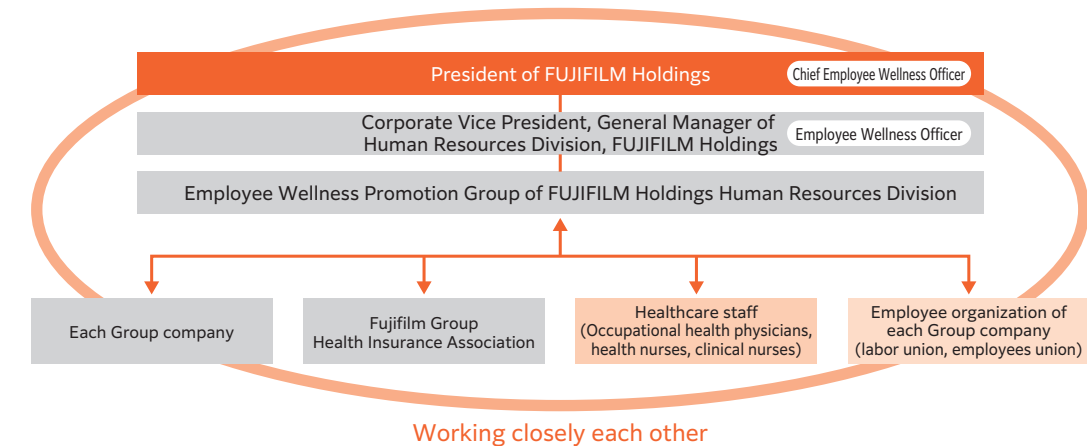 President of FUJIFILM Holdings
Chief Employee Wellness Officer
Corporate Vice President, General Manager of
Human Resources Division, FUJIFILM Holdings
Employee Wellness Officer
Employee Wellness Promotion Group of FUJIFILM Holdings Human Resources Division
Each Group company
Fujifilm Group
Health Insurance Association
Healthcare staff
(Occupational health physicians,
health nurses, clinical nurses)
Employee organization of
each Group company
(labor union, employees union)
Working closely each other